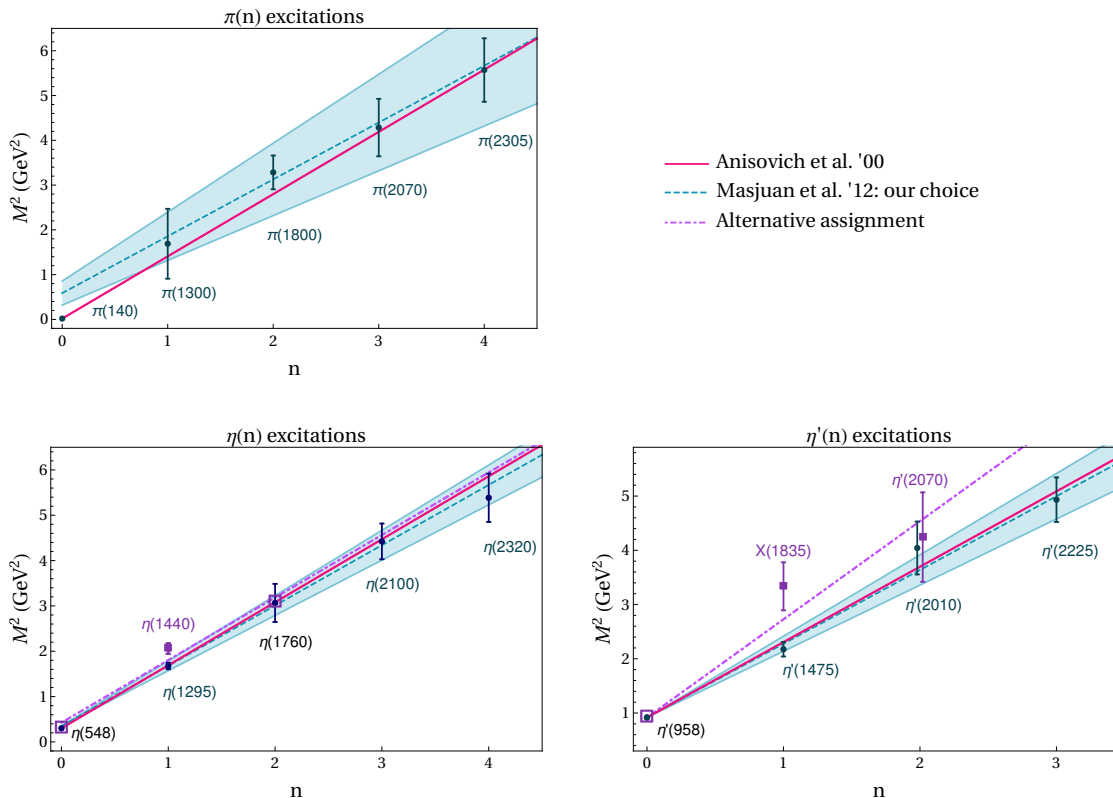 π(n) excitations
6
5
4
3
2
1
0
M² (GeV²)
π(140)
π(1300)
π(1800)
π(2070)
π(2305)
0 1 2 3 4
n
Anisovich et al. '00
Masjuan et al. '12: our choice
Alternative assignment
η(n) excitations
6
5
4
3
2
1
0
M² (GeV²)
η(1440)
η(548)
η(1295)
η(1760)
η(2100)
η(2320)
0 1 2 3 4
n
η'(n) excitations
5
4
3
2
1
M² (GeV²)
η'(2070)
X(1835)
η'(2225)
η'(2010)
η'(1475)
η'(958)
0 1 2 3
n